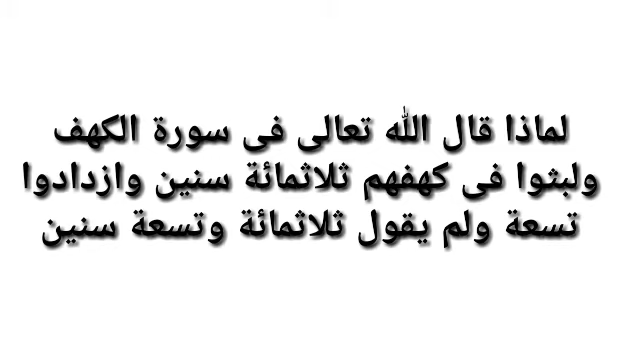 لماذا قال الله تعالى فى سورة الكهف
ولبثوا فى كهفهم ثلاثمائة سنين وازدادوا
تسعة ولم يقول ثلاثمائة وتسعة سنين